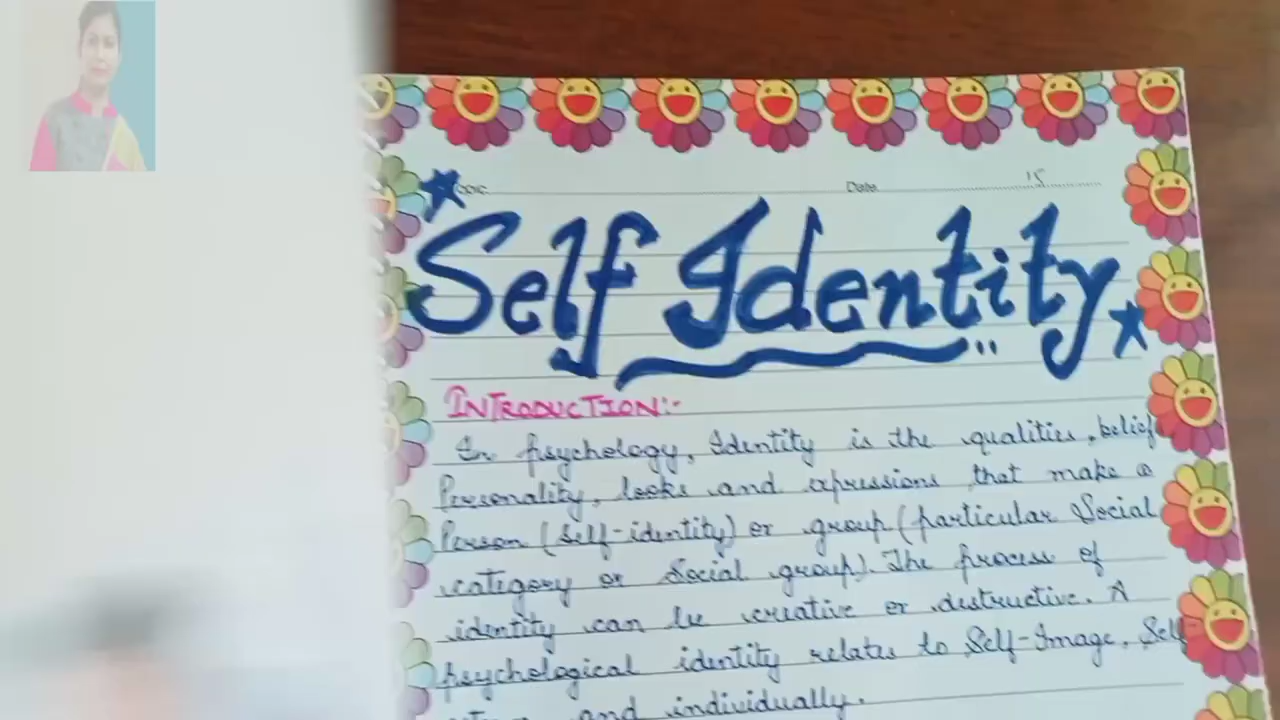 Date 15
Self Identity
INTRODUCTION:-
In psychology, Identity is the qualities, belief
Personality, looks and expressions that make a
Person (self-identity) or group (particular Social
category or Social group). The process of
identity can be creative or destructive. A
psychological identity relates to Self-Image, Self
and individually.